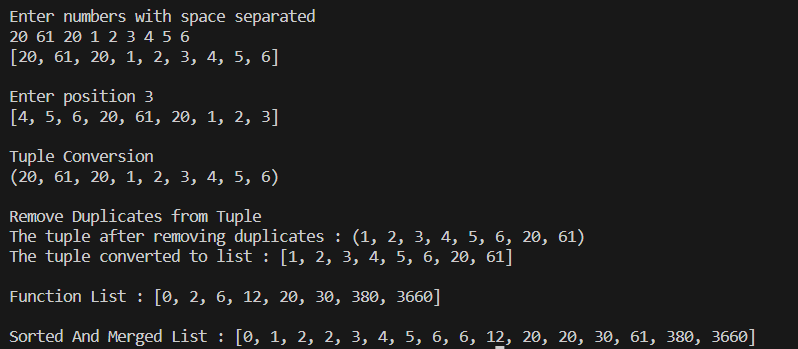 Enter numbers with space separated
20 61 20 1 2 3 4 5 6
[20, 61, 20, 1, 2, 3, 4, 5, 6]
Enter position 3
[4, 5, 6, 20, 61, 20, 1, 2, 3]
Tuple Conversion
(20, 61, 20, 1, 2, 3, 4, 5, 6)
Remove Duplicates from Tuple
The tuple after removing duplicates : (1, 2, 3, 4, 5, 6, 20, 61)
The tuple converted to list : [1, 2, 3, 4, 5, 6, 20, 61]
Function List : [0, 2, 6, 12, 20, 30, 380, 3660]
Sorted And Merged List : [0, 1, 2, 2, 3, 4, 5, 6, 6, 12, 20, 20, 30, 61, 380, 3660]